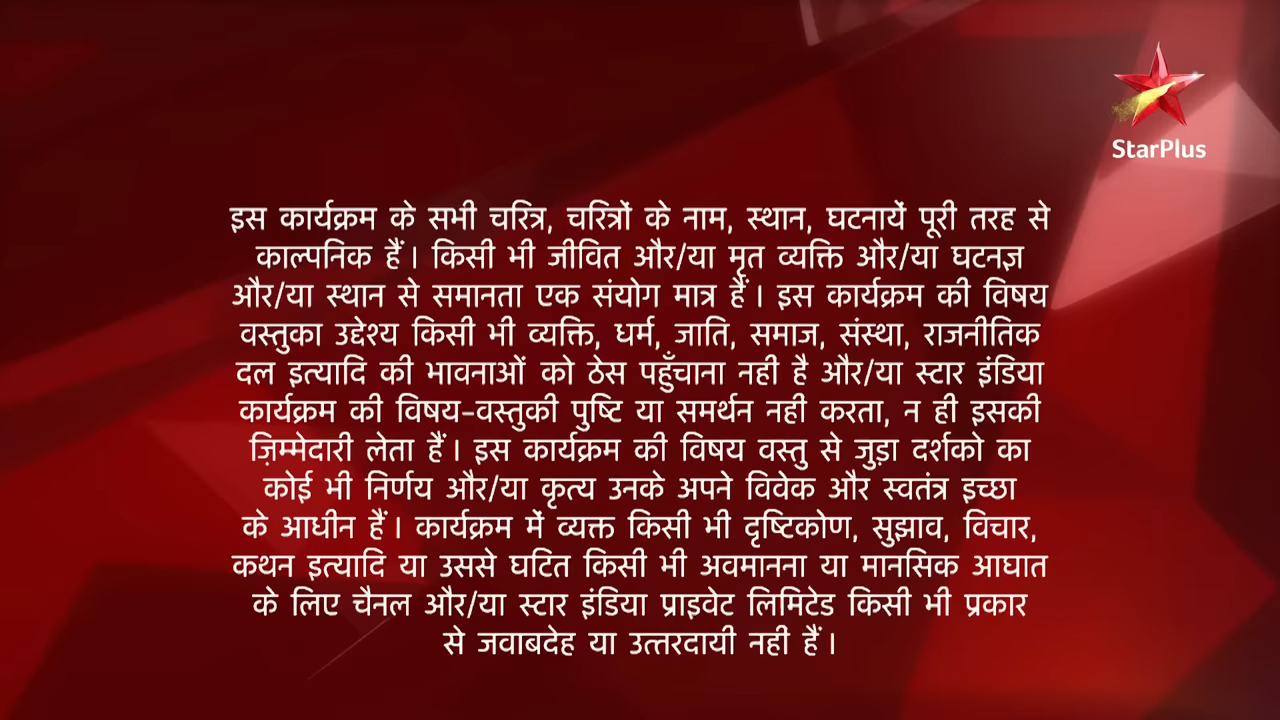 StarPlus
इस कार्यक्रम के सभी चरित्र, चरित्रों के नाम, स्थान, घटनायें पूरी तरह से
काल्पनिक हैं। किसी भी जीवित और/या मृत व्यक्ति और/या घटनज्ञ
और/या स्थान से समानता एक संयोग मात्र हैं। इस कार्यक्रम की विषय
वस्तुका उद्देश्य किसी भी व्यक्ति, धर्म, जाति, समाज, संस्था, राजनीतिक
दल इत्यादि की भावनाओं को ठेस पहुँचाना नही है और/या स्टार इंडिया
कार्यक्रम की विषय-वस्तुकी पुष्टि या समर्थन नही करता, न ही इसकी
ज़िम्मेदारी लेता हैं। इस कार्यक्रम की विषय वस्तु से जुड़ा दर्शको का
कोई भी निर्णय और/या कृत्य उनके अपने विवेक और स्वतंत्र इच्छा
के आधीन हैं। कार्यक्रम में व्यक्त किसी भी दृष्टिकोण, सुझाव, विचार,
कथन इत्यादि या उससे घटित किसी भी अवमानना या मानसिक आघात
के लिए चैनल और/या स्टार इंडिया प्राइवेट लिमिटेड किसी भी प्रकार
से जवाबदेह या उत्तरदायी नही हैं।